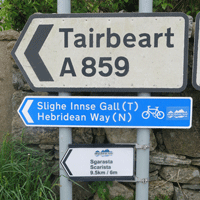 Tairbeart
A859
Slighe Innse Gall (T)
Hebridean Way (N)
Sgarasta
Scarista
9.5km / 6m